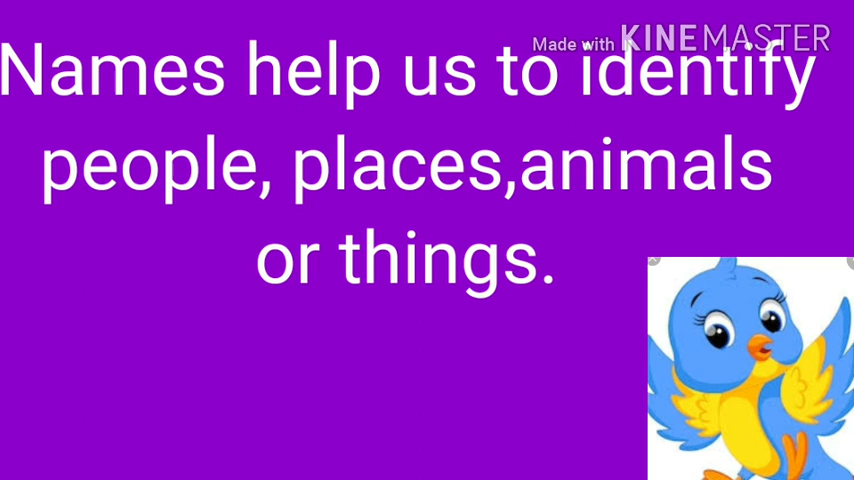 Made with KINEMASTER
Names help us to identify
people, places,animals
or things.